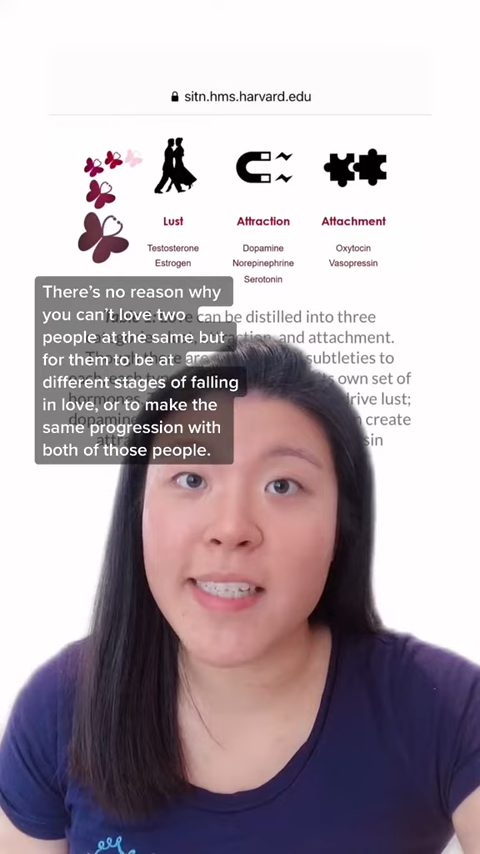 sitn.hms.harvard.edu
Lust
Attraction
Attachment
Testosterone
Estrogen
Dopamine
Norepinephrine
Serotonin
Oxytocin
Vasopressin
There's no reason why
you can't love two
people at the same but
for them to be at
different stages of falling
in love, or to make the
same progression with
both of those people.
can be distilled into three
and attachment.
subtleties to
own set of
drive lust;
create